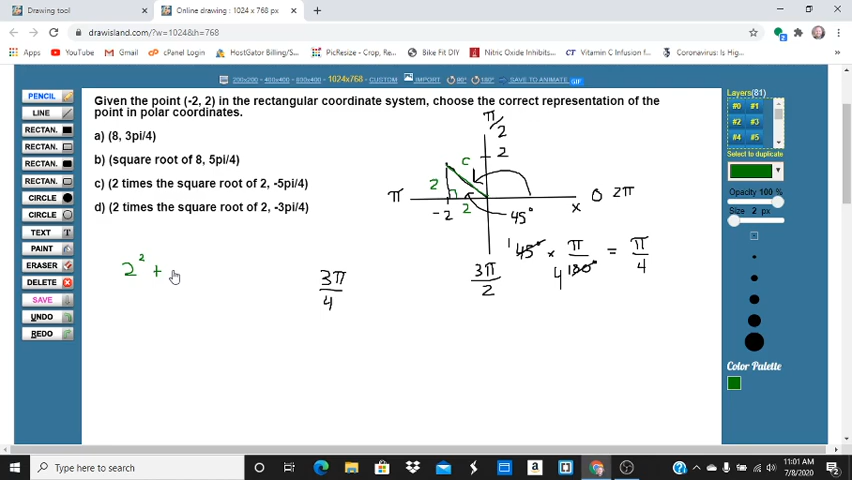 Drawing tool
Online drawing : 1024 x 768 px
drawisland.com/?w=1024&h=768
Apps YouTube Gmail cPanel Login HostGator Billing/S... PicResize - Crop, Re... Bike Fit DIY Nitric Oxide Inhibits... CT Vitamin C Infusion f... Coronavirus: Is Hig...
200x200 - 400x400 - 800x400 - 1024x768 - CUSTOM IMPORT 90° 180° SAVE TO ANIMATE GIF
PENCIL
LINE
RECTAN.
RECTAN.
RECTAN.
RECTAN.
CIRCLE
CIRCLE
TEXT
PAINT
ERASER
DELETE
SAVE
UNDO
REDO
Given the point (-2, 2) in the rectangular coordinate system, choose the correct representation of the
point in polar coordinates.
a) (8, 3pi/4)
b) (square root of 8, 5pi/4)
c) (2 times the square root of 2, -5pi/4)
d) (2 times the square root of 2, -3pi/4)
π/2
2
c
2
π
-2
2
45°
x
0 2π
3π/2
1 45° × π/180° 4 = π/4
2² +
3π/4
Layers(81)
#0 #1
#2 #3
#4 #5
Select to duplicate
Opacity 100 %
Size 2 px
Color Palette
Type here to search
11:01 AM
7/8/2020